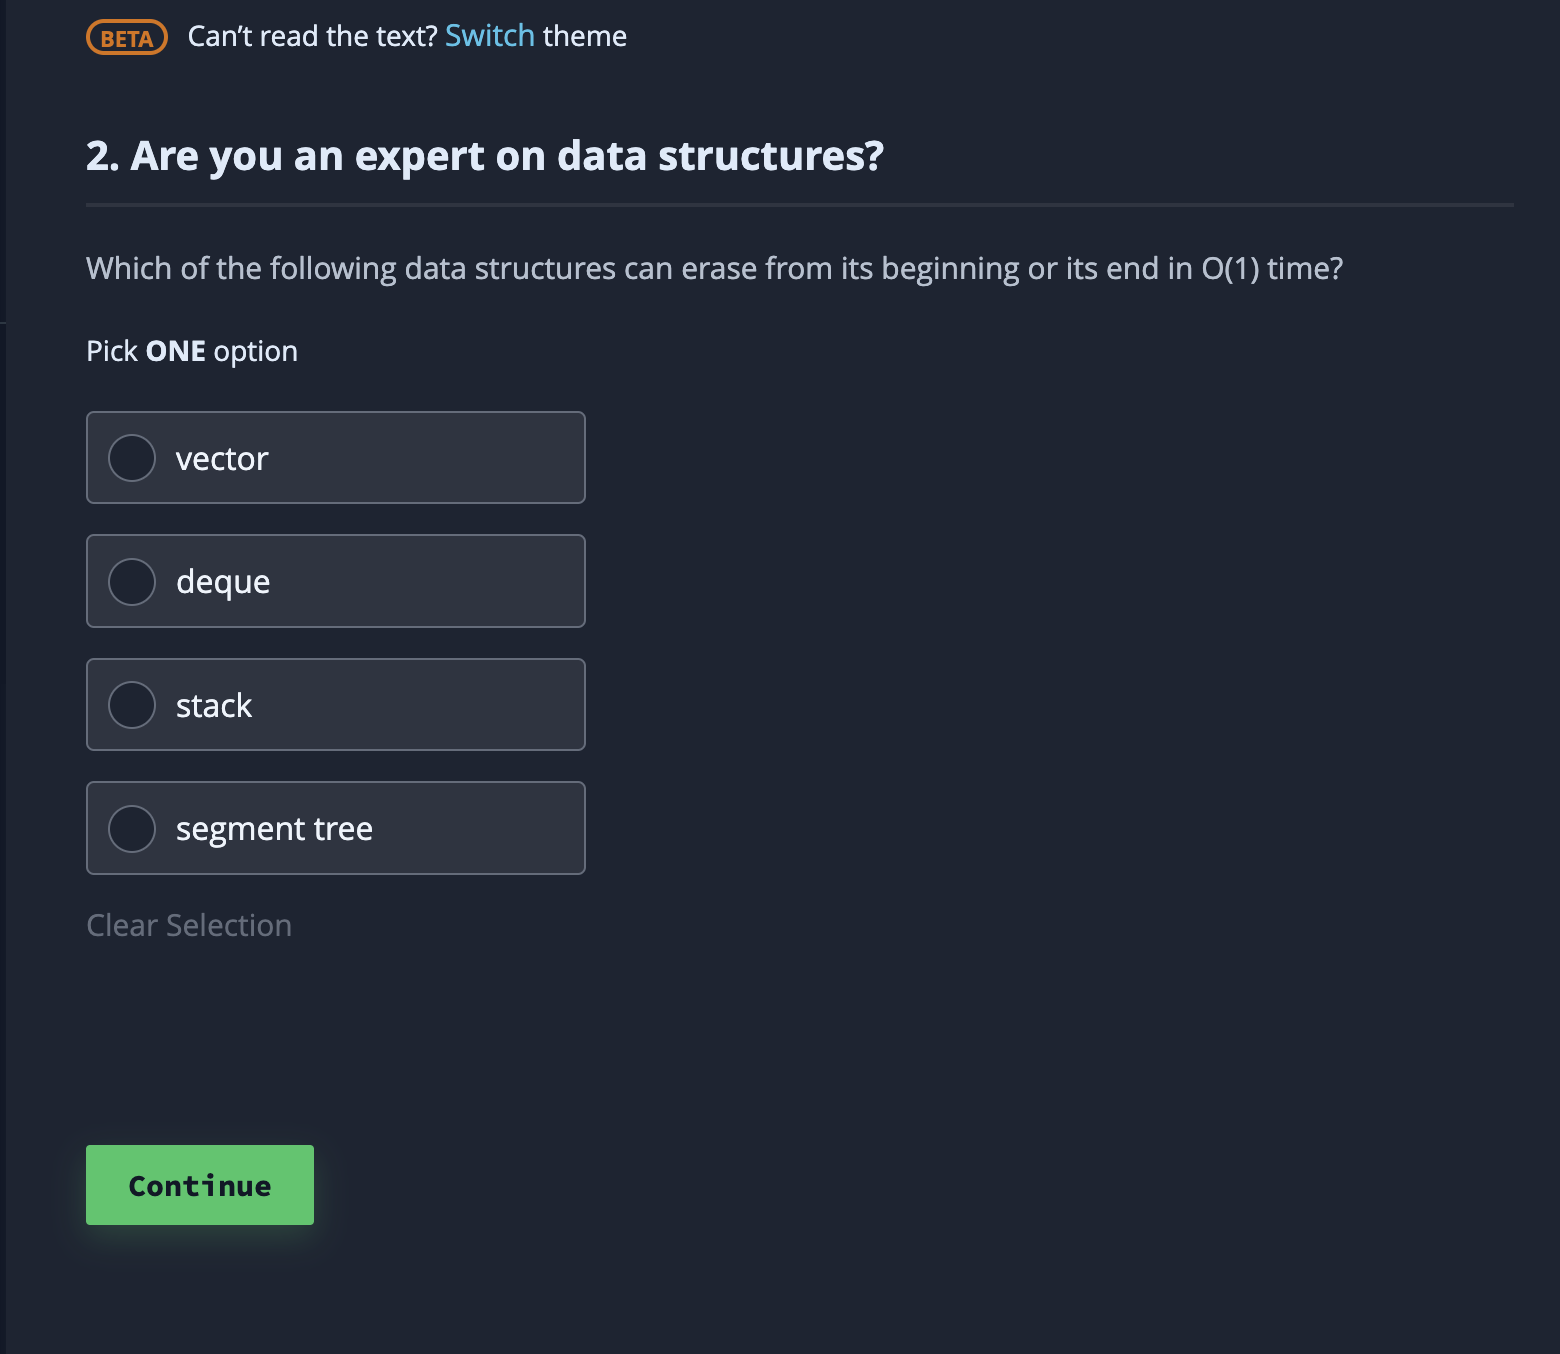 BETA Can't read the text? Switch theme
2. Are you an expert on data structures?
Which of the following data structures can erase from its beginning or its end in O(1) time?
Pick ONE option
vector
deque
stack
segment tree
Clear Selection
Continue